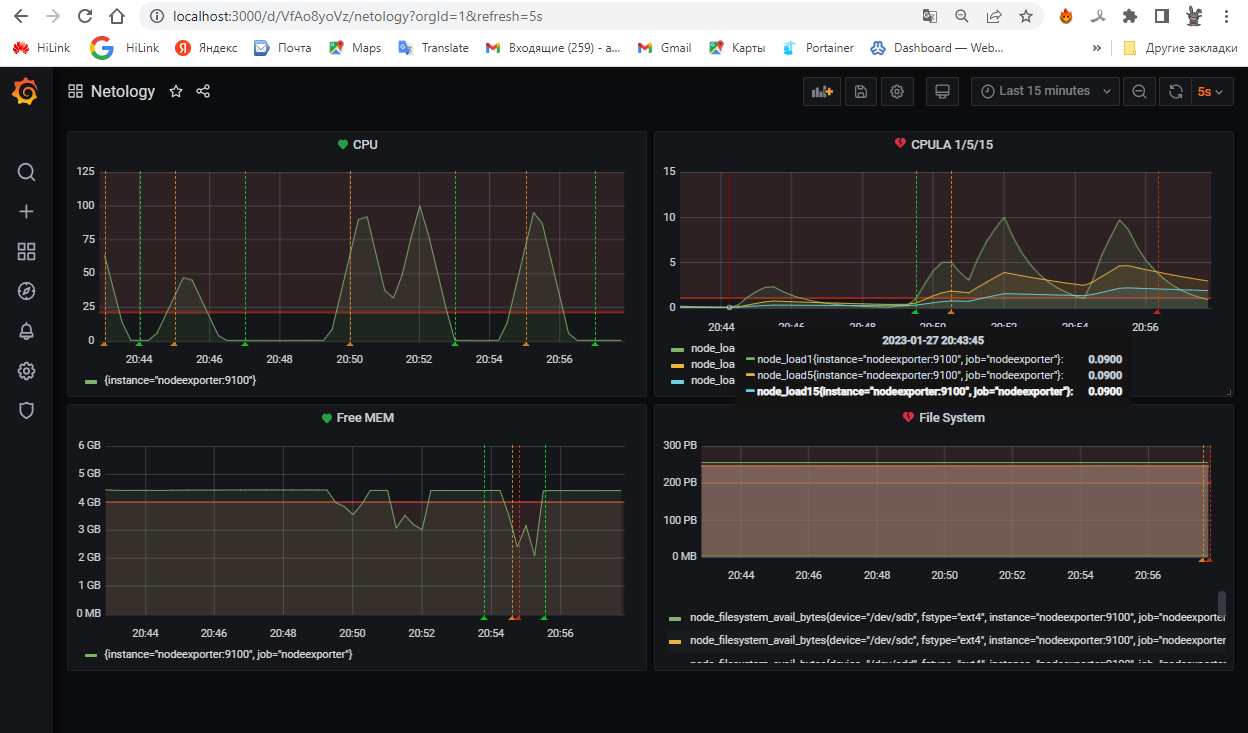 localhost:3000/d/VfAo8yoVz/netology?orgId=1&refresh=5s
HiLink HiLink Яндекс Почта Maps Translate Входящие (259) - a... Gmail Карты Portainer Dashboard — Web... » Другие закладки
Netology
Last 15 minutes
5s
CPU
125
100
75
50
25
0
20:44 20:46 20:48 20:50 20:52 20:54 20:56
{instance="nodeexporter:9100"}
CPULA 1/5/15
15
10
5
0
20:44 20:46 20:48 20:50 20:52 20:54 20:56
node_loa
node_loa
node_loa
2023-01-27 20:43:45
node_load1{instance="nodeexporter:9100", job="nodeexporter"}: 0.0900
node_load5{instance="nodeexporter:9100", job="nodeexporter"}: 0.0900
node_load15{instance="nodeexporter:9100", job="nodeexporter"}: 0.0900
Free MEM
6 GB
5 GB
4 GB
3 GB
2 GB
1 GB
0 MB
20:44 20:46 20:48 20:50 20:52 20:54 20:56
{instance="nodeexporter:9100", job="nodeexporter"}
File System
300 PB
200 PB
100 PB
0 MB
20:44 20:46 20:48 20:50 20:52 20:54 20:56
node_filesystem_avail_bytes{device="/dev/sdb", fstype="ext4", instance="nodeexporter:9100", job="nodeexporter
node_filesystem_avail_bytes{device="/dev/sdc", fstype="ext4", instance="nodeexporter:9100", job="nodeexporter